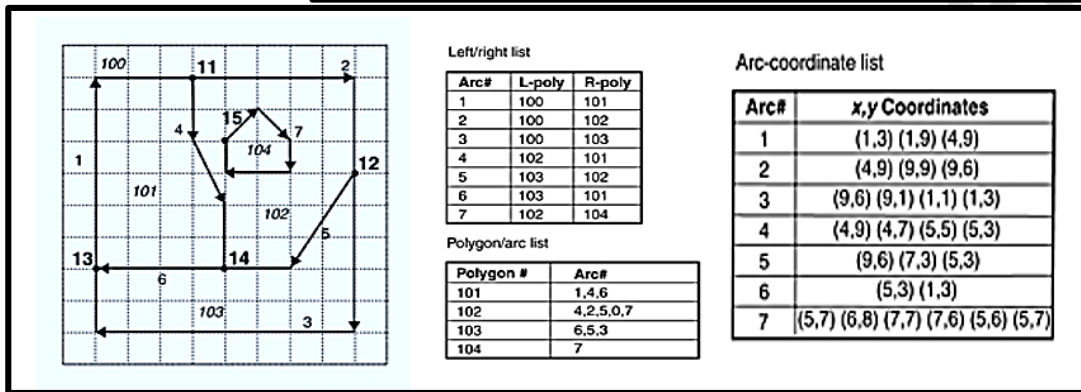 100
11
2
15
4
7
104
12
1
101
102
5
13
14
6
103
3
Left/right list
Arc# L-poly R-poly
1 100 101
2 100 102
3 100 103
4 102 101
5 103 102
6 103 101
7 102 104
Polygon/arc list
Polygon # Arc#
101 1,4,6
102 4,2,5,0,7
103 6,5,3
104 7
Arc-coordinate list
Arc# x,y Coordinates
1 (1,3) (1,9) (4,9)
2 (4,9) (9,9) (9,6)
3 (9,6) (9,1) (1,1) (1,3)
4 (4,9) (4,7) (5,5) (5,3)
5 (9,6) (7,3) (5,3)
6 (5,3) (1,3)
7 (5,7) (6,8) (7,7) (7,6) (5,6) (5,7)